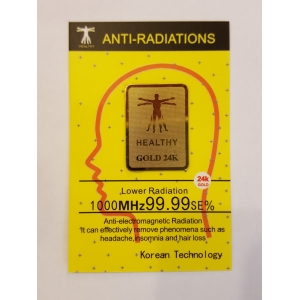 ANTI-RADIATIONS
HEALTHY
HEALTHY
GOLD 24K
24k
GOLD
Lower Radiation
1000MHz99.99SE%
Anti-electromagnetic Radiation
'It can effectively remove phenomena such as
headache, insomnia and hair loss
Korean Technology